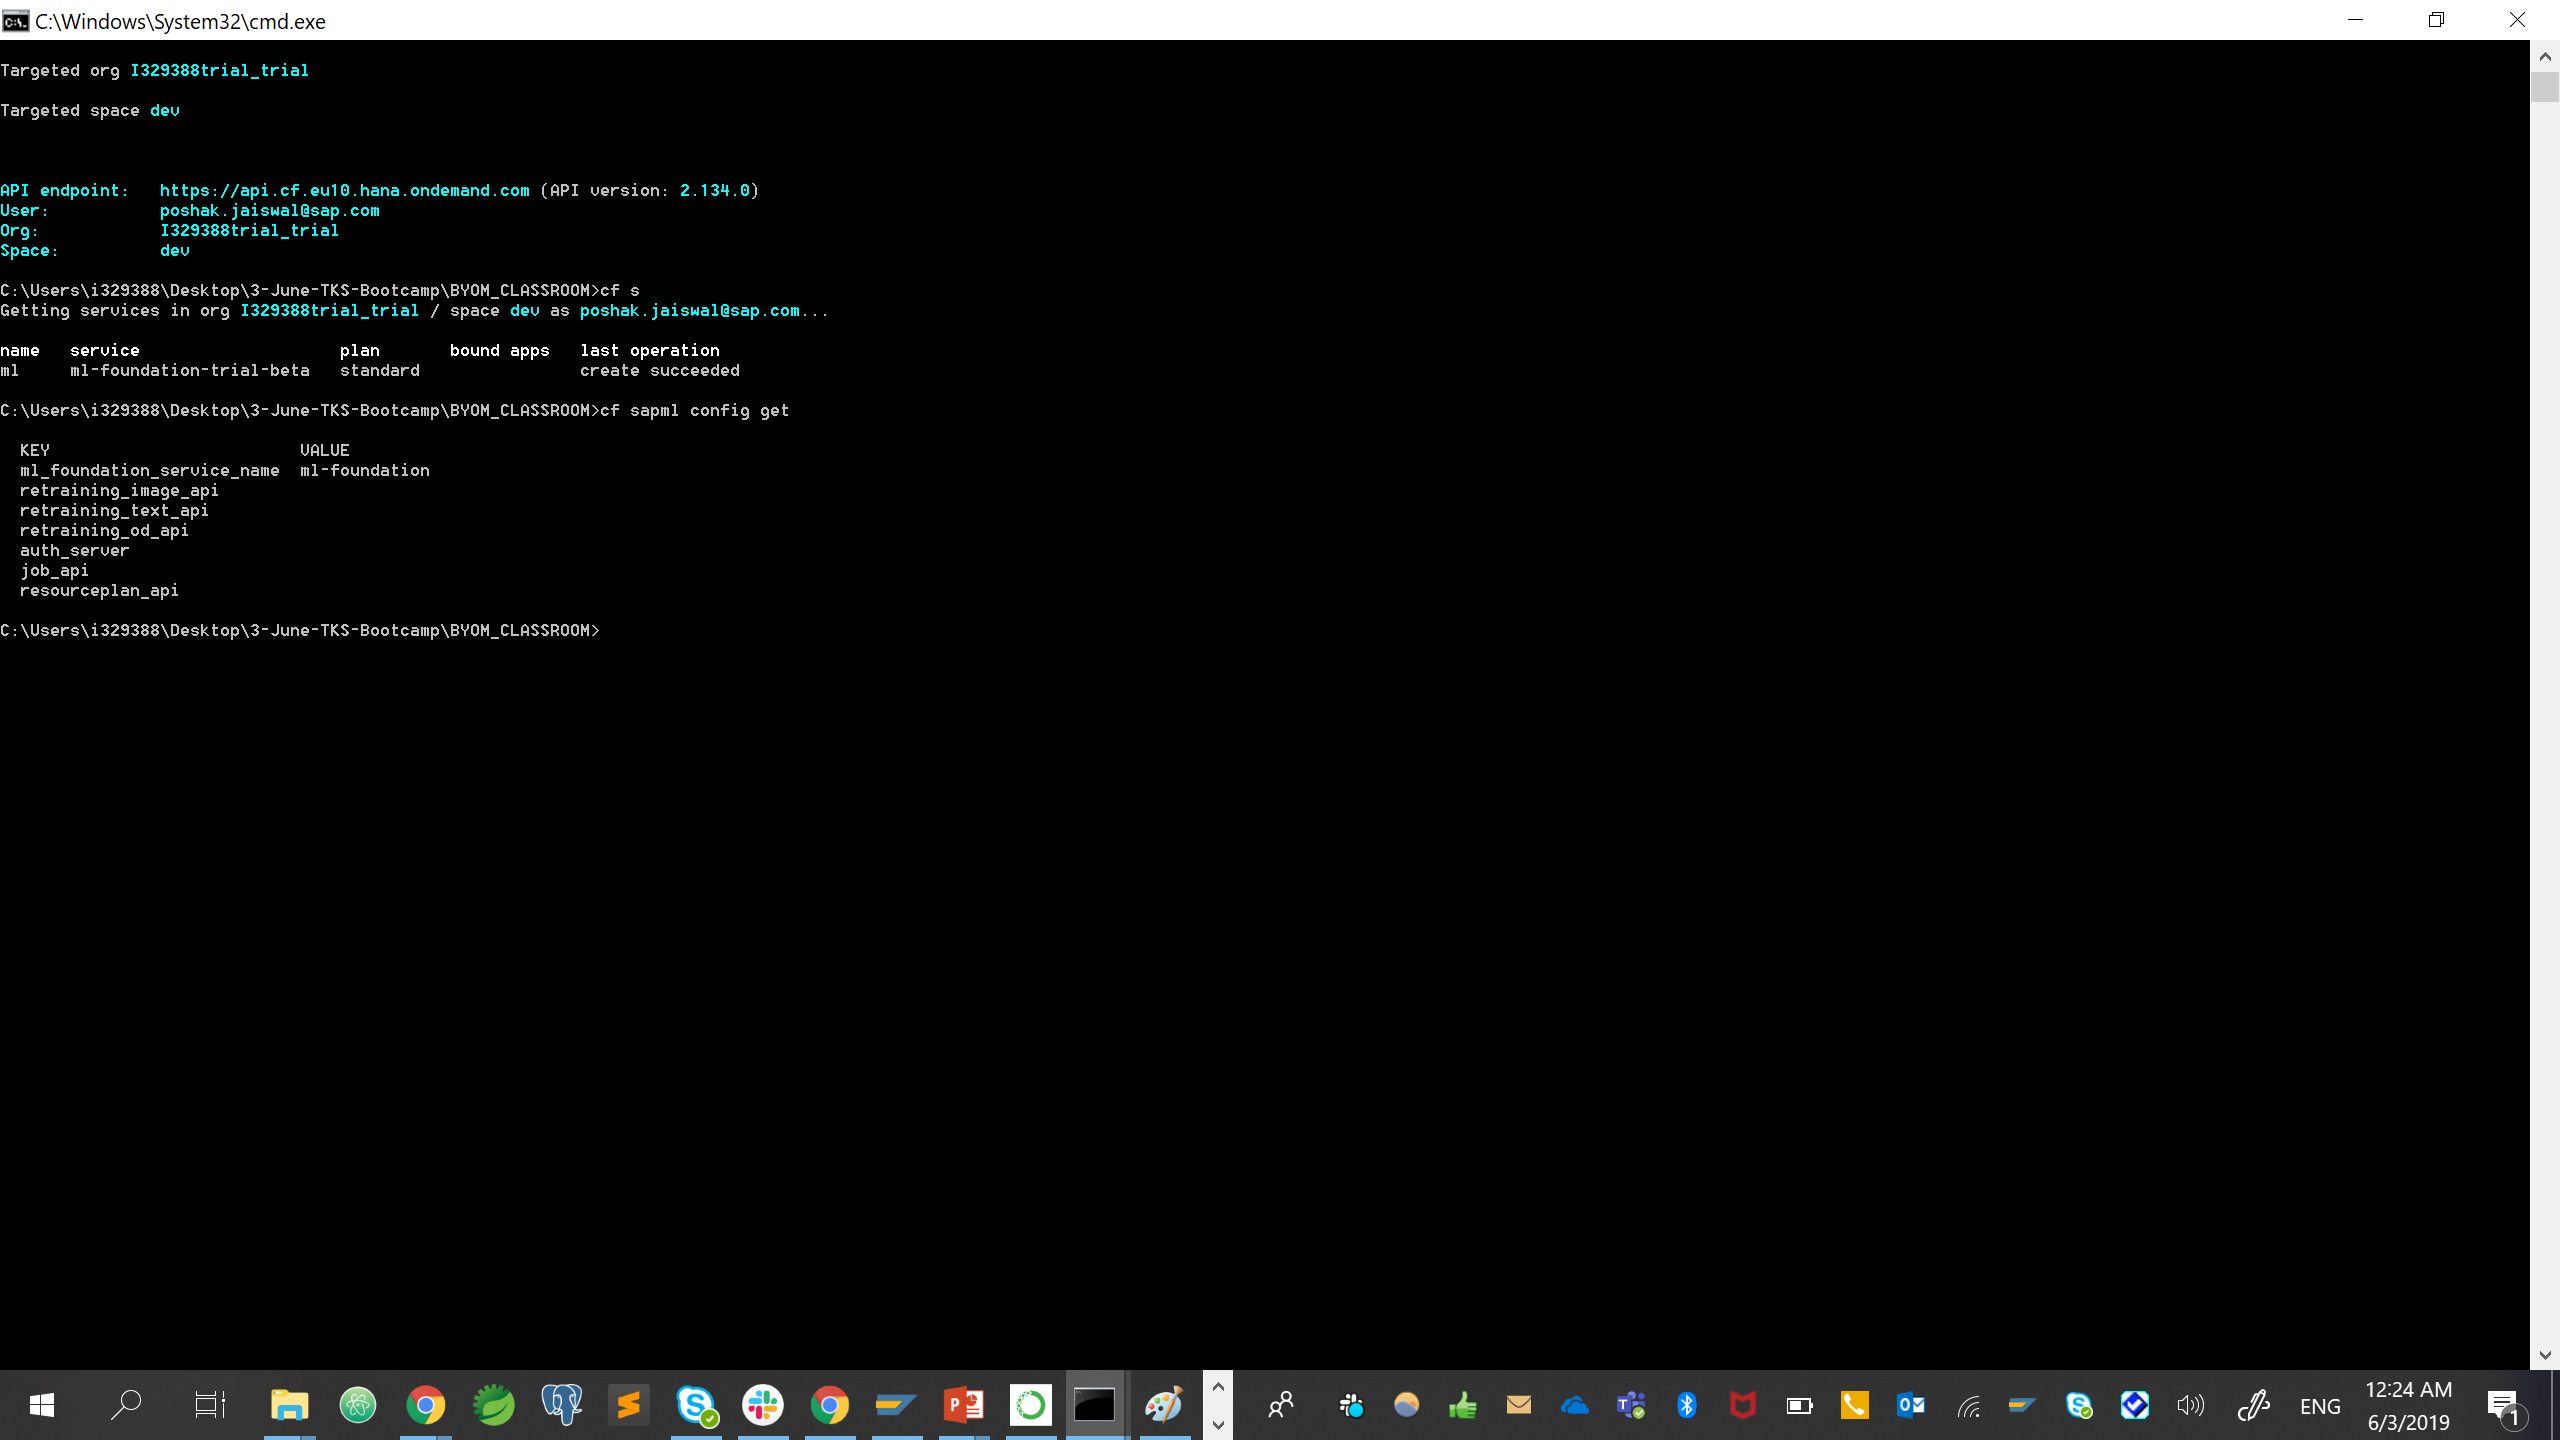 C:\Windows\System32\cmd.exe
Targeted org I329388trial_trial
Targeted space dev
API endpoint: https://api.cf.eu10.hana.ondemand.com (API version: 2.134.0)
User: poshak.jaiswal@sap.com
Org: I329388trial_trial
Space: dev
C:\Users\i329388\Desktop\3-June-TKS-Bootcamp\BYOM_CLASSROOM>cf s
Getting services in org I329388trial_trial / space dev as poshak.jaiswal@sap.com...
name service plan bound apps last operation
ml ml-foundation-trial-beta standard create succeeded
C:\Users\i329388\Desktop\3-June-TKS-Bootcamp\BYOM_CLASSROOM>cf sapml config get
KEY VALUE
ml_foundation_service_name ml-foundation
retraining_image_api
retraining_text_api
retraining_od_api
auth_server
job_api
resourceplan_api
C:\Users\i329388\Desktop\3-June-TKS-Bootcamp\BYOM_CLASSROOM>
ENG
12:24 AM
6/3/2019
1